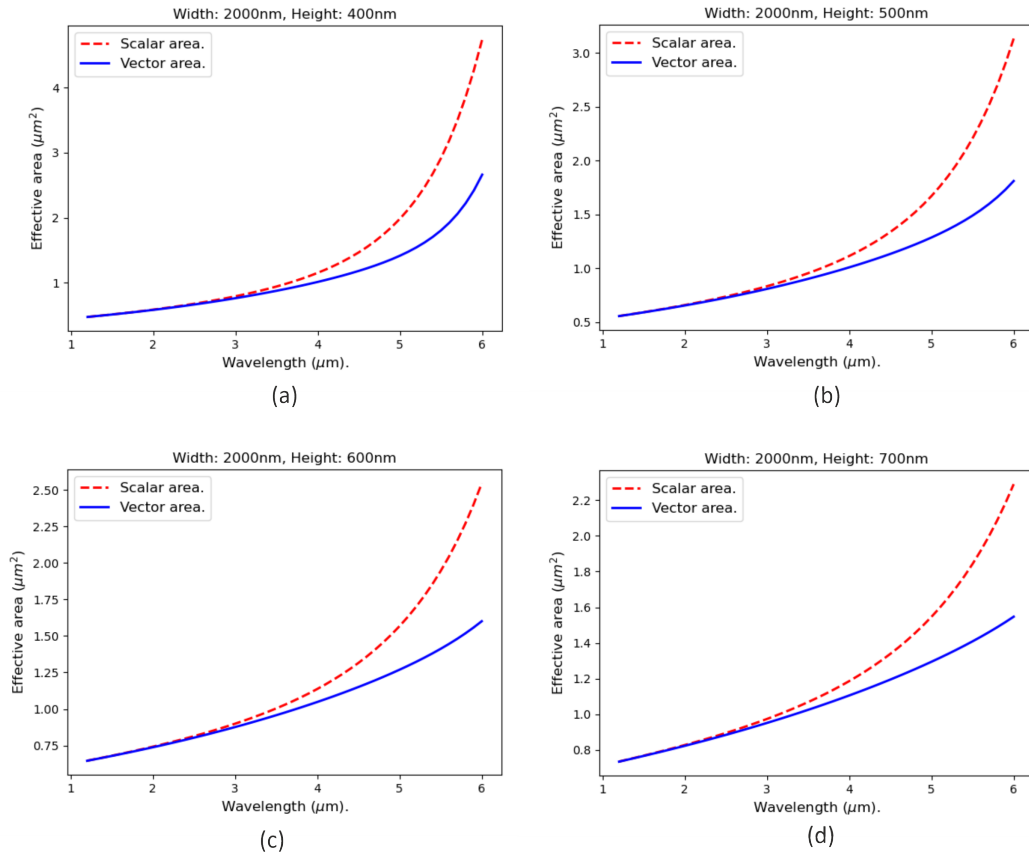 Width: 2000nm, Height: 400nm
Scalar area.
Vector area.
Effective area (μm²)
4
3
2
1
1 2 3 4 5 6
Wavelength (μm).
(a)
Width: 2000nm, Height: 500nm
Scalar area.
Vector area.
Effective area (μm²)
3.0
2.5
2.0
1.5
1.0
0.5
1 2 3 4 5 6
Wavelength (μm).
(b)
Width: 2000nm, Height: 600nm
Scalar area.
Vector area.
Effective area (μm²)
2.50
2.25
2.00
1.75
1.50
1.25
1.00
0.75
1 2 3 4 5 6
Wavelength (μm).
(c)
Width: 2000nm, Height: 700nm
Scalar area.
Vector area.
Effective area (μm²)
2.2
2.0
1.8
1.6
1.4
1.2
1.0
0.8
1 2 3 4 5 6
Wavelength (μm).
(d)